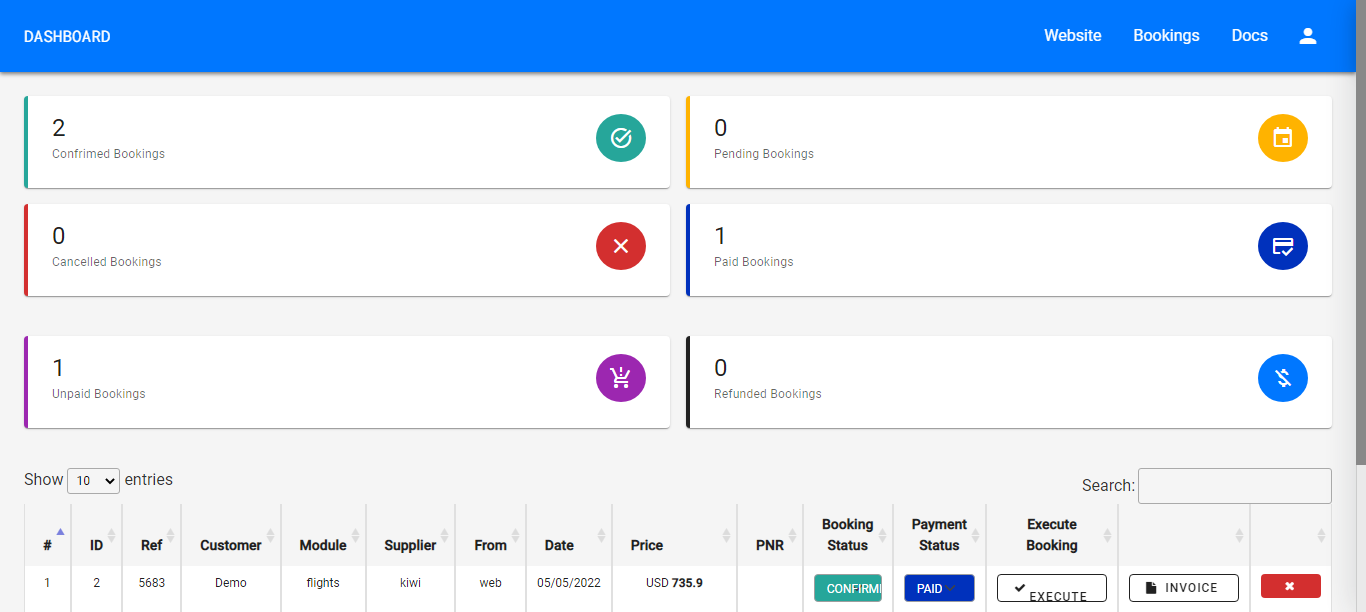 DASHBOARD Website Bookings Docs
2 0
Confrimed Bookings Pending Bookings
0 1
Cancelled Bookings Paid Bookings
1 0
Unpaid Bookings Refunded Bookings
Show 10 entries Search:
# ID Ref Customer Module Supplier From Date Price PNR Booking Status Payment Status Execute Booking
1 2 5683 Demo flights kiwi web 05/05/2022 USD 735.9 CONFIRM PAID EXECUTE INVOICE